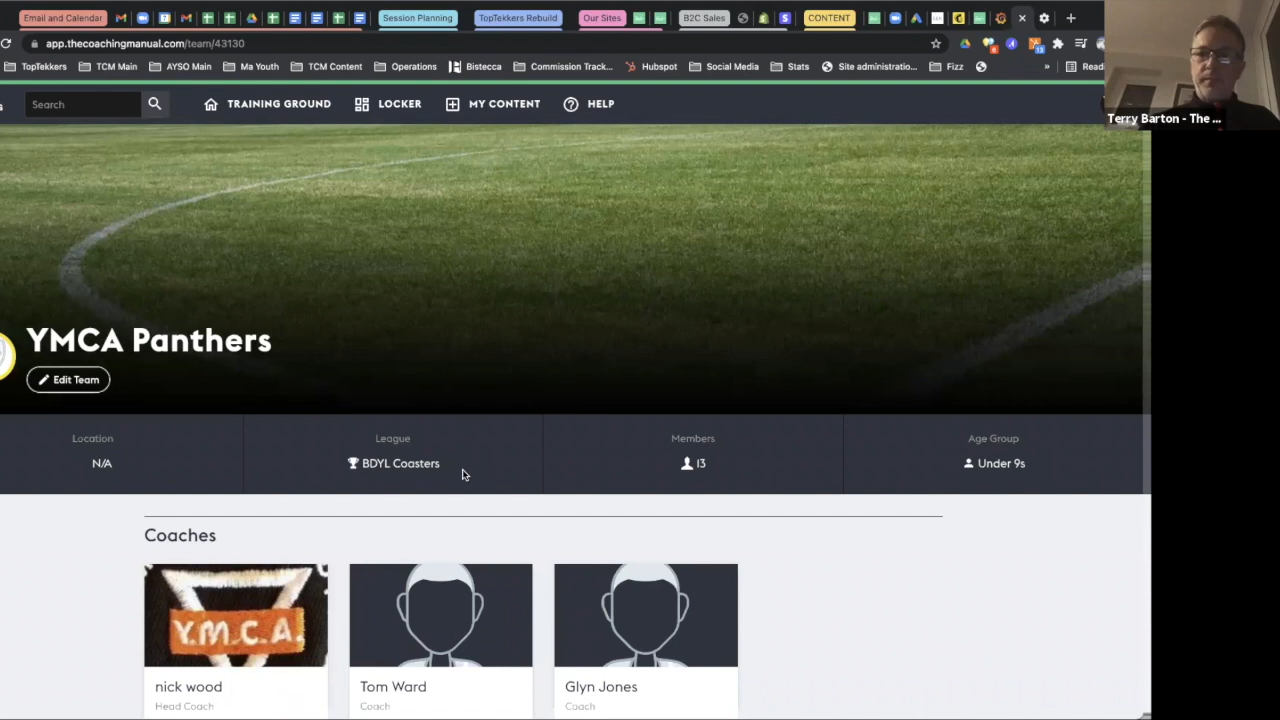 Email and Calendar
Session Planning
TopTekkers Rebuild
Our Sites
B2C Sales
CONTENT
app.thecoachingmanual.com/team/43130
TopTekkers
TCM Main
AYSO Main
Ma Youth
TCM Content
Operations
Bistecca
Commission Track...
Hubspot
Social Media
Stats
Site administratio...
Fizz
»
Read
Terry Barton - The ...
s
Search
TRAINING GROUND
LOCKER
MY CONTENT
HELP
YMCA Panthers
Edit Team
Location
League
Members
Age Group
N/A
BDYL Coasters
13
Under 9s
Coaches
Y.M.C.A.
nick wood
Tom Ward
Glyn Jones
Head Coach
Coach
Coach